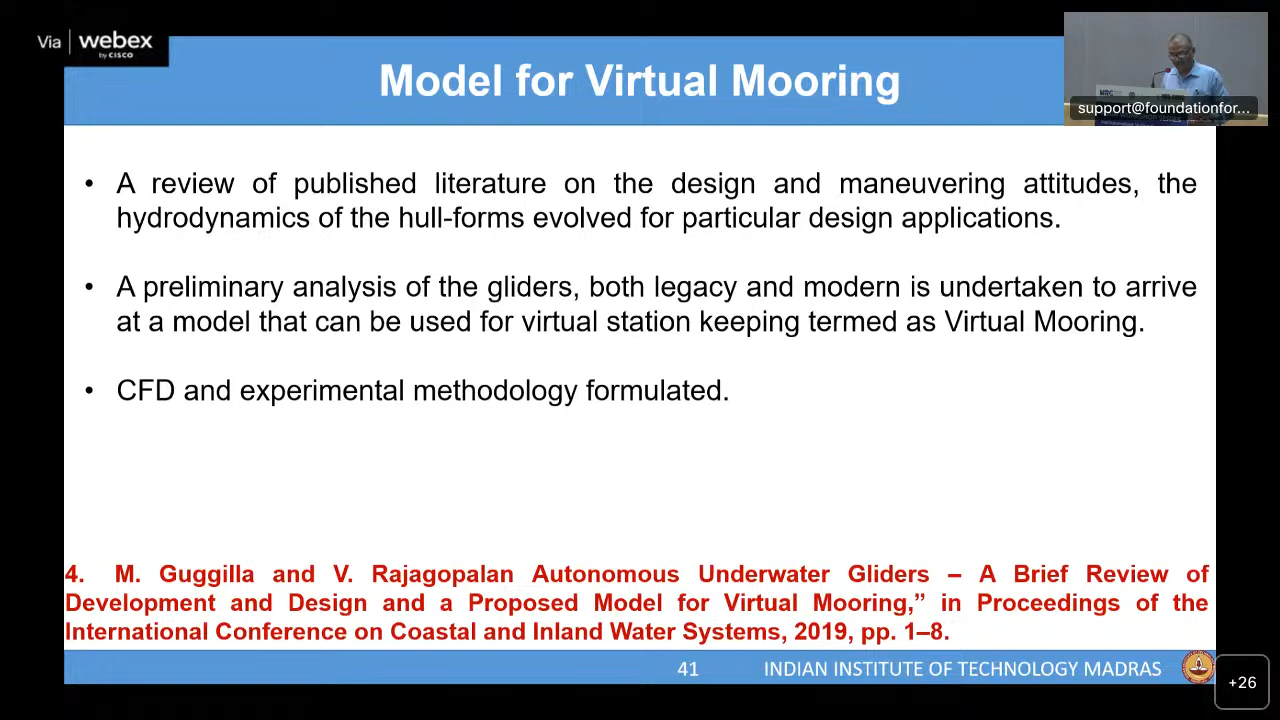 Via webex
by CISCO
Model for Virtual Mooring
support@foundationfor...
• A review of published literature on the design and maneuvering attitudes, the
hydrodynamics of the hull-forms evolved for particular design applications.
• A preliminary analysis of the gliders, both legacy and modern is undertaken to arrive
at a model that can be used for virtual station keeping termed as Virtual Mooring.
• CFD and experimental methodology formulated.
4. M. Guggilla and V. Rajagopalan Autonomous Underwater Gliders – A Brief Review of
Development and Design and a Proposed Model for Virtual Mooring,” in Proceedings of the
International Conference on Coastal and Inland Water Systems, 2019, pp. 1–8.
41 INDIAN INSTITUTE OF TECHNOLOGY MADRAS
+26